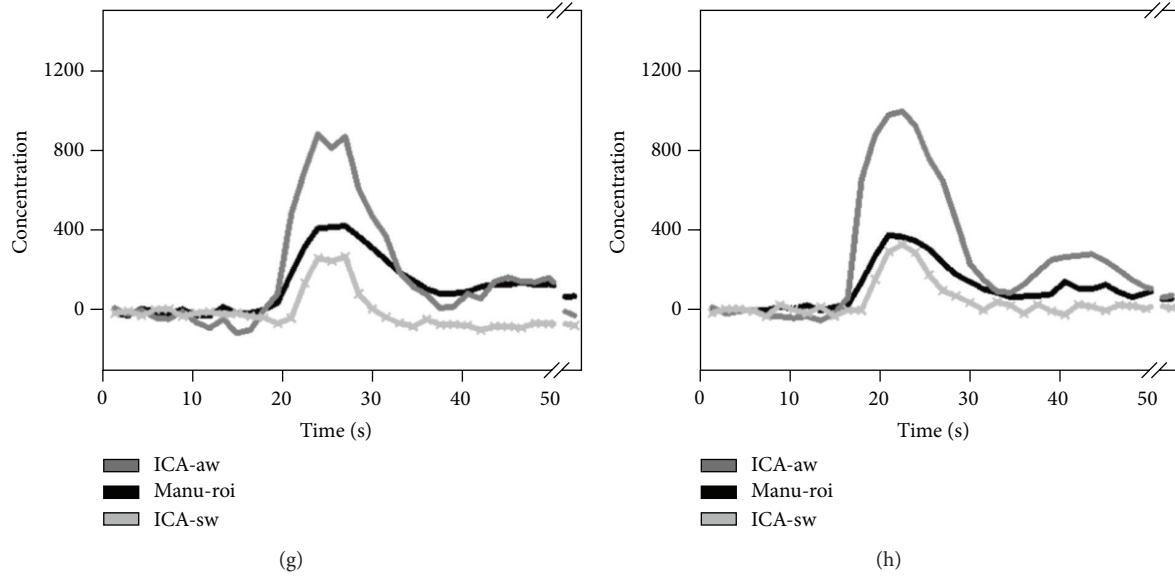 1200
800
400
0
Concentration
0 10 20 30 40 50
Time (s)
ICA-aw
Manu-roi
ICA-sw
(g)
1200
800
400
0
Concentration
0 10 20 30 40 50
Time (s)
ICA-aw
Manu-roi
ICA-sw
(h)